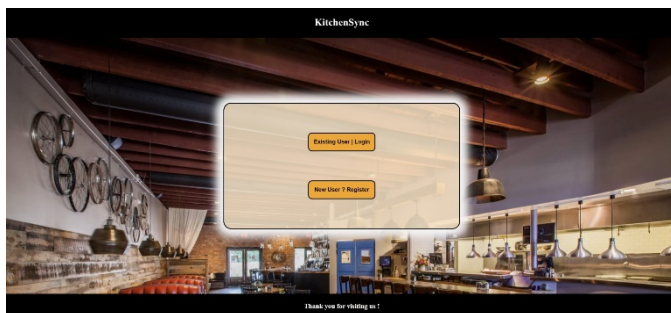 KitchenSync
Existing User | Login
New User ? Register
Thank you for visiting us !